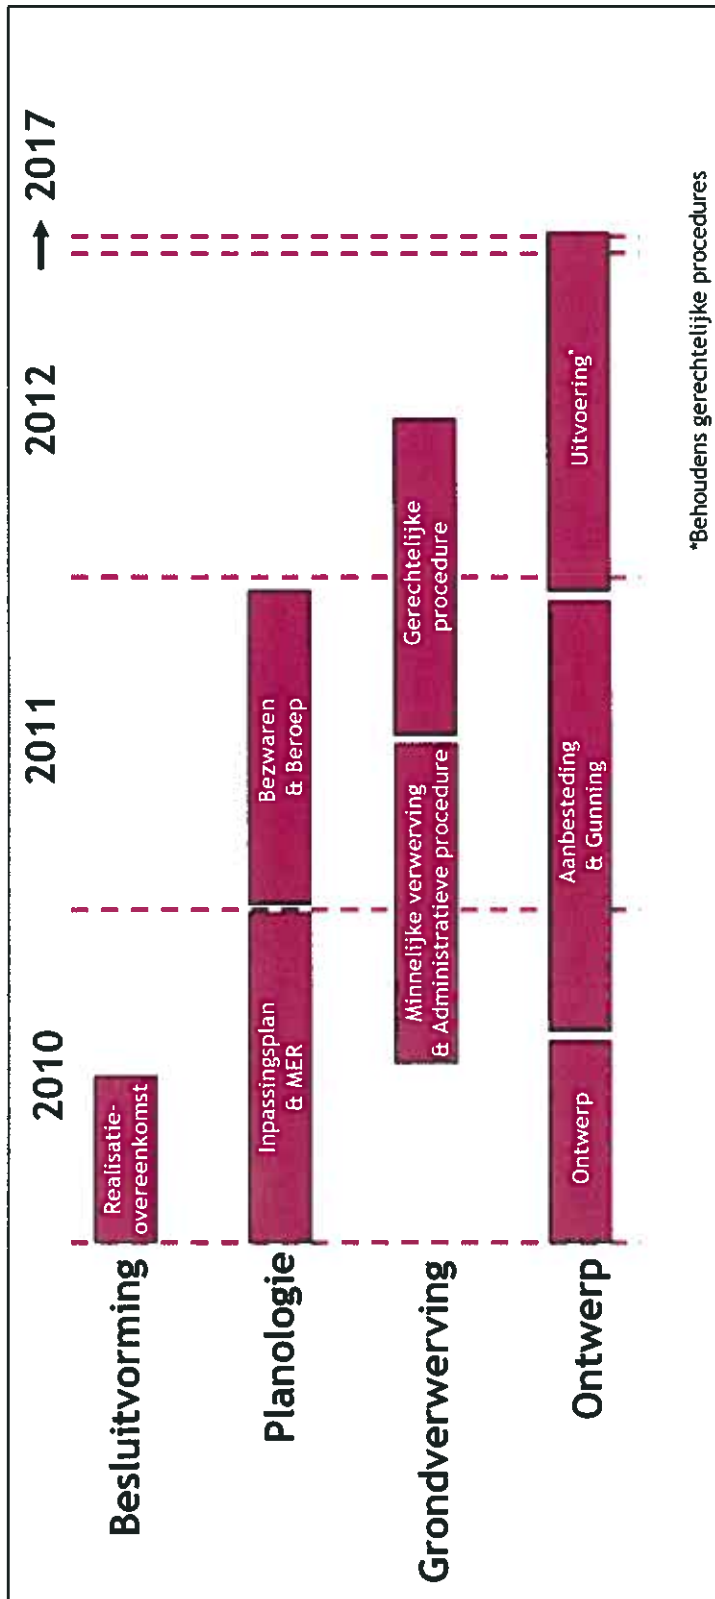 2010 2011 2012 → 2017
Besluitvorming
Realisatie-
overeenkomst
Planologie
Inpassingsplan
& MER
Bezwaren
& Beroep
Grondverwerving
Minnelijke verwerving
& Administratieve procedure
Gerechtelijke
procedure
Ontwerp
Ontwerp
Aanbesteding
& Gunning
Uitvoering*
*Behoudens gerechtelijke procedures